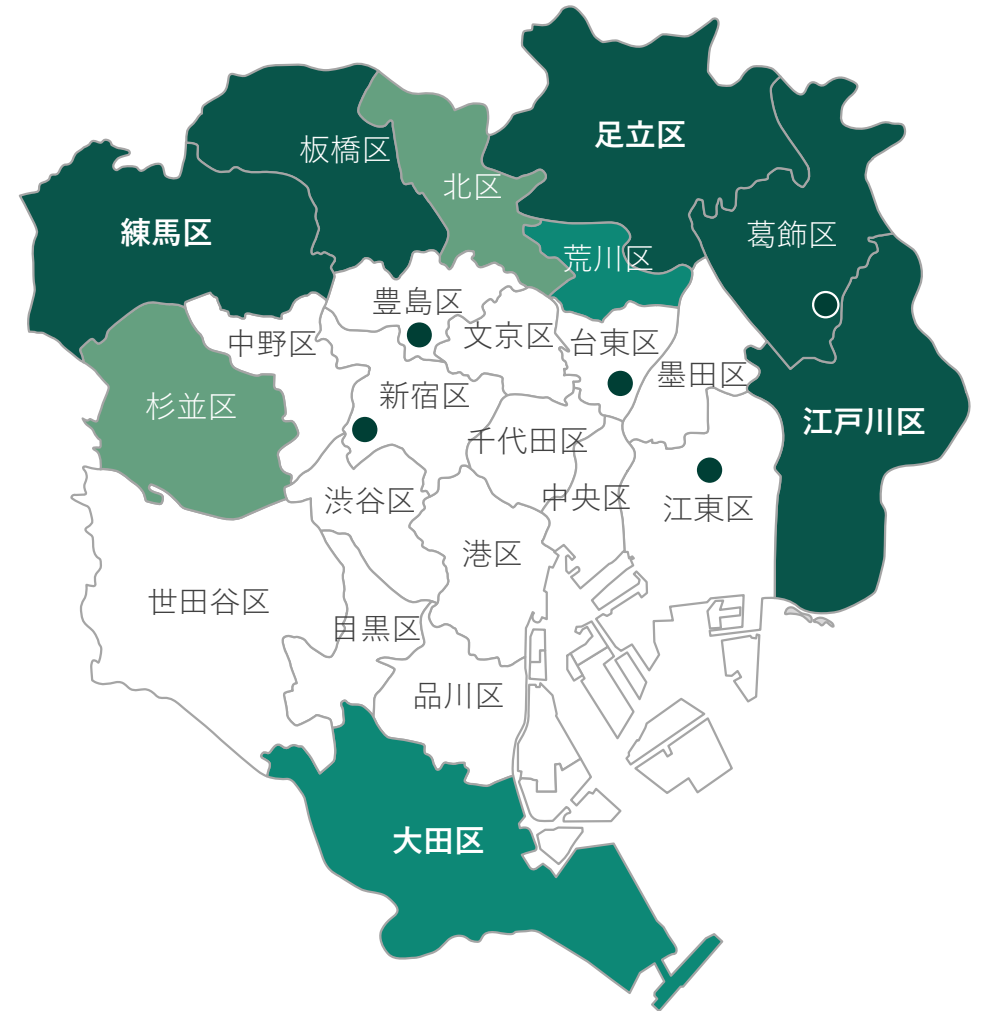 足立区
板橋区
北区
練馬区
葛飾区
荒川区
豊島区
文京区
台東区
中野区
墨田区
新宿区
杉並区
江戸川区
千代田区
中央区
渋谷区
江東区
港区
世田谷区
目黒区
品川区
大田区